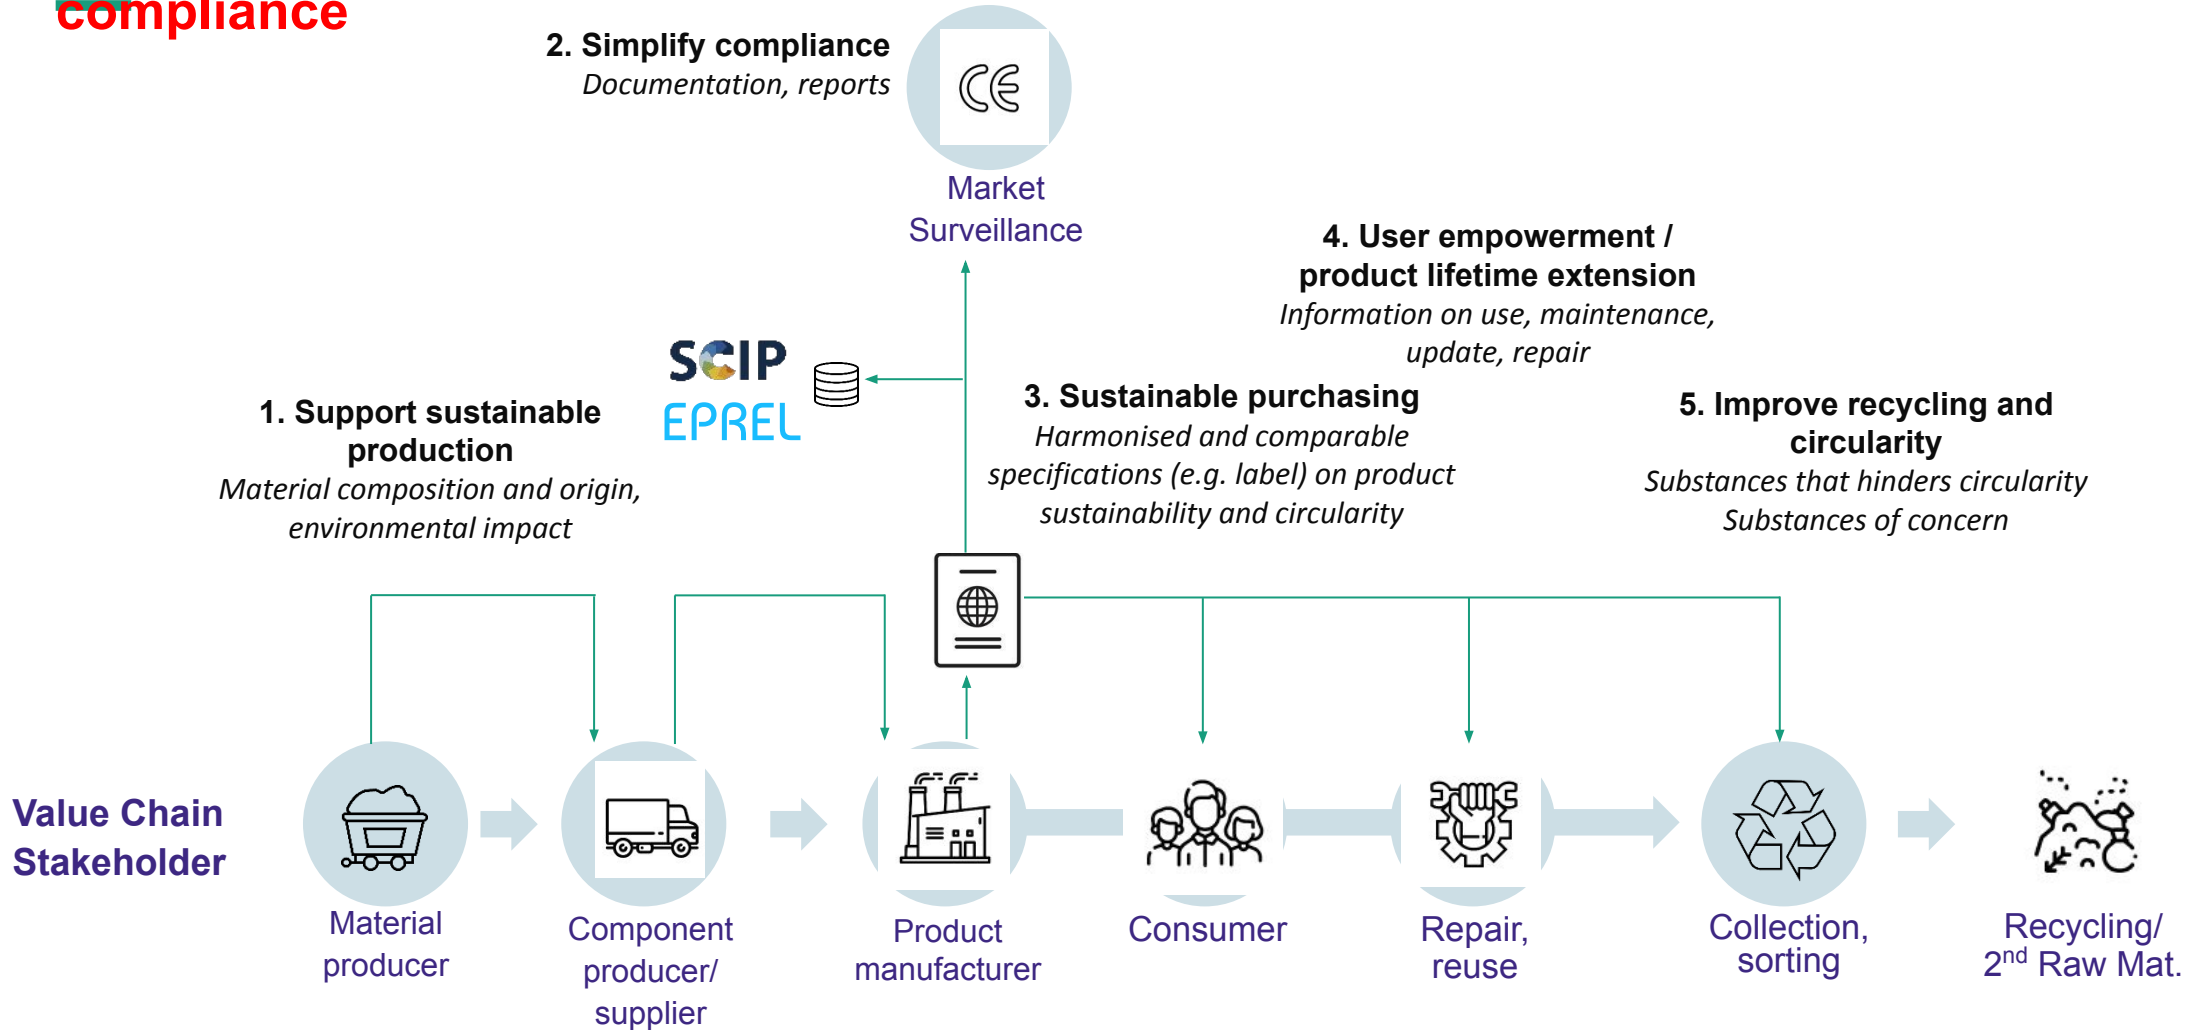 compliance
2. Simplify compliance
Documentation, reports
CE
Market
Surveillance
4. User empowerment /
product lifetime extension
Information on use, maintenance,
update, repair
SCIP
EPREL
1. Support sustainable
production
Material composition and origin,
environmental impact
3. Sustainable purchasing
Harmonised and comparable
specifications (e.g. label) on product
sustainability and circularity
5. Improve recycling and
circularity
Substances that hinders circularity
Substances of concern
Value Chain
Stakeholder
Material
producer
Component
producer/
supplier
Product
manufacturer
Consumer
Repair,
reuse
Collection,
sorting
Recycling/
2nd Raw Mat.